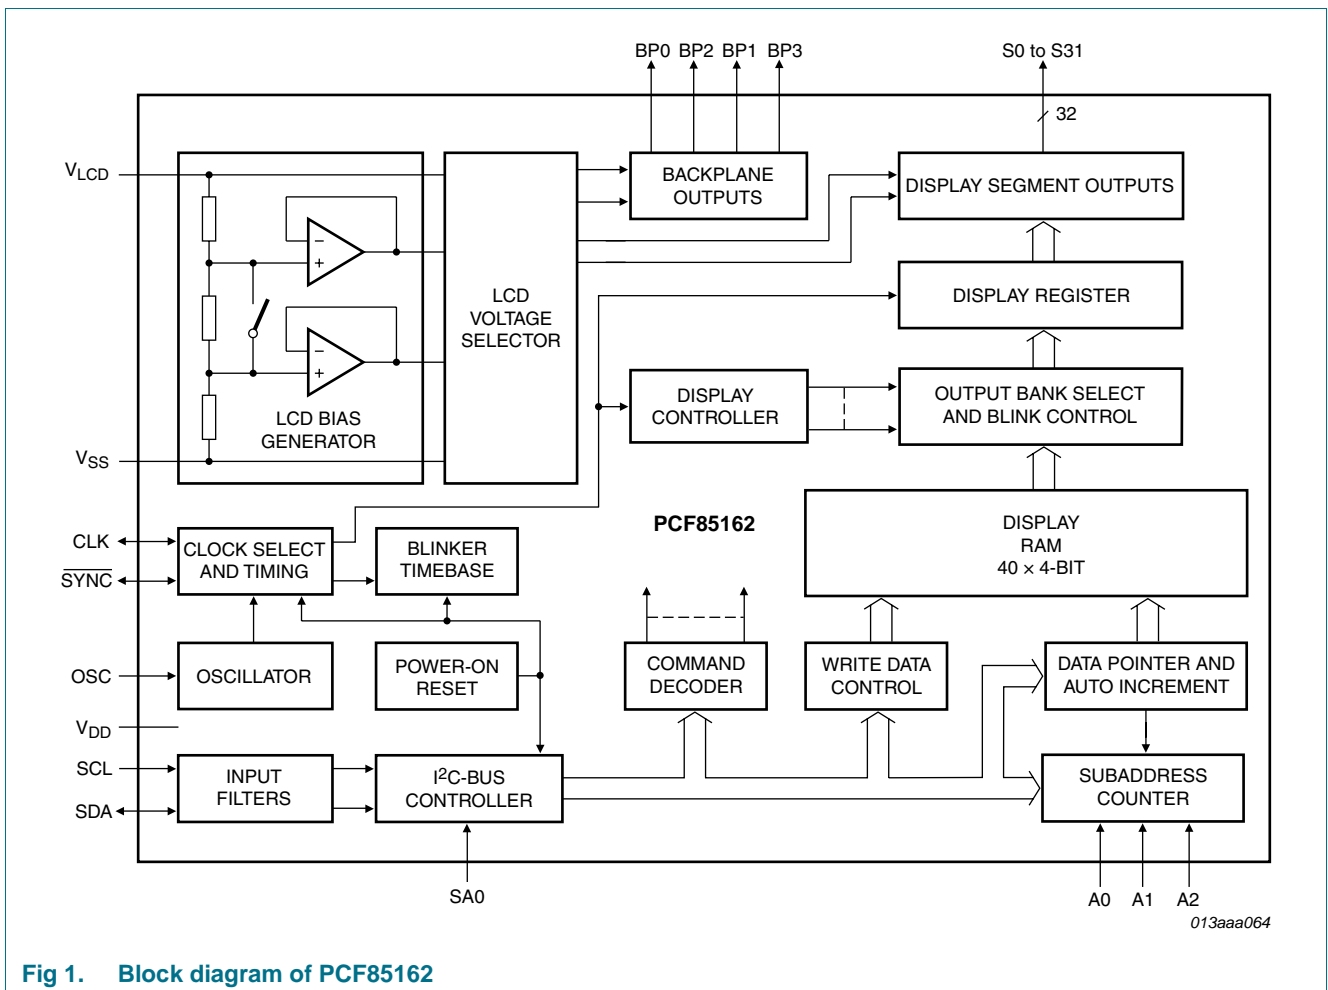 BP0 BP2 BP1 BP3
S0 to S31
32
VLCD
BACKPLANE
OUTPUTS
DISPLAY SEGMENT OUTPUTS
−
+
LCD
VOLTAGE
SELECTOR
DISPLAY REGISTER
−
+
LCD BIAS
GENERATOR
DISPLAY
CONTROLLER
OUTPUT BANK SELECT
AND BLINK CONTROL
VSS
PCF85162
DISPLAY
RAM
40 × 4-BIT
CLK
SYNC
CLOCK SELECT
AND TIMING
BLINKER
TIMEBASE
OSC
OSCILLATOR
POWER-ON
RESET
COMMAND
DECODER
WRITE DATA
CONTROL
DATA POINTER AND
AUTO INCREMENT
VDD
SCL
SDA
INPUT
FILTERS
I2C-BUS
CONTROLLER
SUBADDRESS
COUNTER
SA0
A0 A1 A2
013aaa064
Fig 1. Block diagram of PCF85162